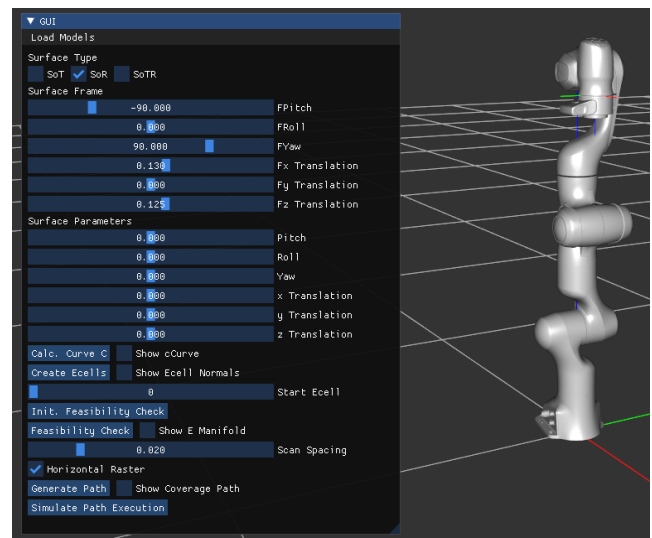 ▼ GUI
Load Models
Surface Type
SoT SoR SoTR
Surface Frame
-90.000 FPitch
0.000 FRoll
90.000 FYaw
0.130 Fx Translation
0.000 Fy Translation
0.125 Fz Translation
Surface Parameters
0.000 Pitch
0.000 Roll
0.000 Yaw
0.000 x Translation
0.000 y Translation
0.000 z Translation
Calc. Curve C Show cCurve
Create Ecells Show Ecell Normals
0 Start Ecell
Init. Feasibility Check
Feasibility Check Show E Manifold
0.020 Scan Spacing
Horizontal Raster
Generate Path Show Coverage Path
Simulate Path Execution